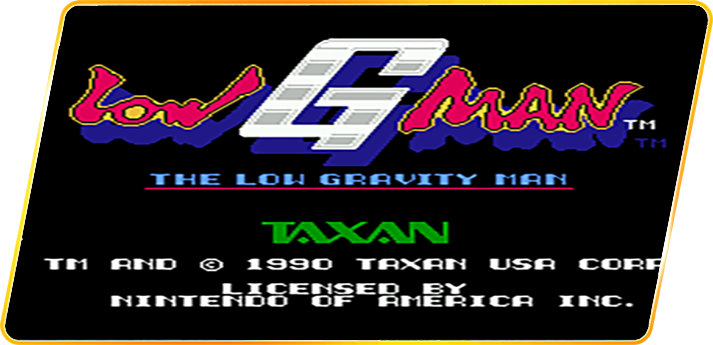 LOW G MAN TM
TM
THE LOW GRAVITY MAN
TAXAN
TM AND © 1990 TAXAN USA CORP
LICENSED BY
NINTENDO OF AMERICA INC.